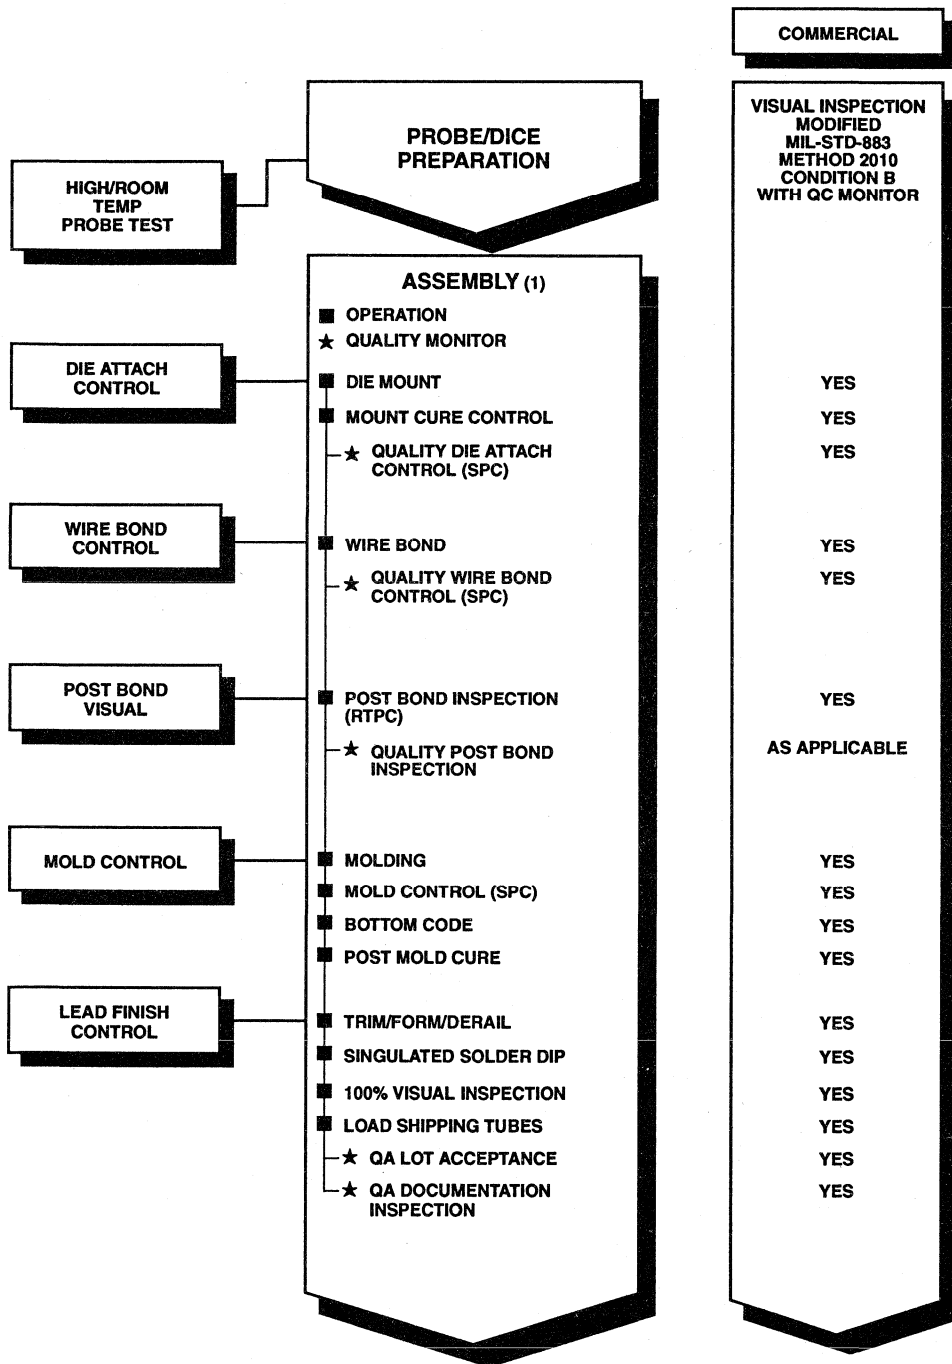 COMMERCIAL
PROBE/DICE
PREPARATION
VISUAL INSPECTION
MODIFIED
MIL-STD-883
METHOD 2010
CONDITION B
WITH QC MONITOR
HIGH/ROOM
TEMP
PROBE TEST
ASSEMBLY (1)
■ OPERATION
★ QUALITY MONITOR
DIE ATTACH
CONTROL
■ DIE MOUNT YES
■ MOUNT CURE CONTROL YES
★ QUALITY DIE ATTACH YES
CONTROL (SPC)
WIRE BOND
CONTROL
■ WIRE BOND YES
★ QUALITY WIRE BOND YES
CONTROL (SPC)
POST BOND
VISUAL
■ POST BOND INSPECTION YES
(RTPC)
★ QUALITY POST BOND AS APPLICABLE
INSPECTION
MOLD CONTROL
■ MOLDING YES
■ MOLD CONTROL (SPC) YES
■ BOTTOM CODE YES
■ POST MOLD CURE YES
LEAD FINISH
CONTROL
■ TRIM/FORM/DERAIL YES
■ SINGULATED SOLDER DIP YES
■ 100% VISUAL INSPECTION YES
■ LOAD SHIPPING TUBES YES
★ QA LOT ACCEPTANCE YES
★ QA DOCUMENTATION YES
INSPECTION